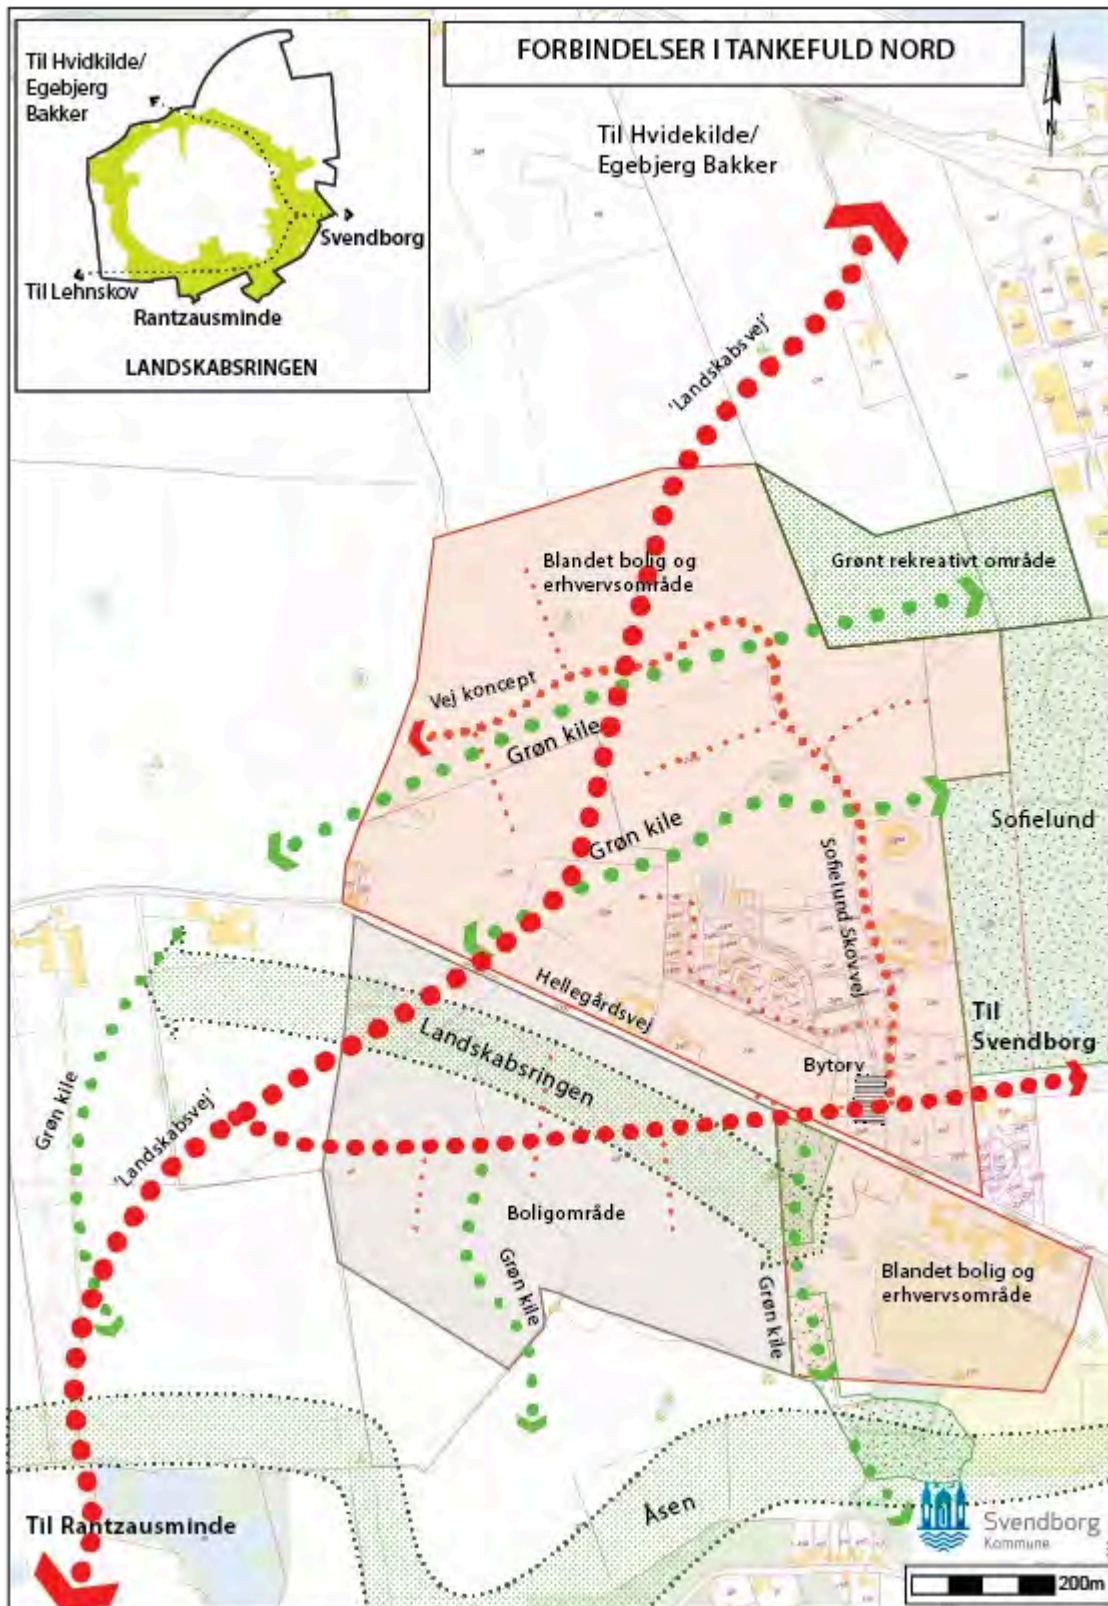 FORBINDELSER I TANKEFULD NORD
Til Hvidkilde/
Egebjerg
Bakker
Svendborg
Til Lehnskov
Rantzausminde
LANDSKABSRINGEN
N
Til Hvidekilde/
Egebjerg Bakker
'Landskabsvej'
Blandet bolig og
erhvervsområde
Grønt rekreativt område
Vej koncept
Grøn kile
Grøn kile
Sofielund
Sofielund Skovvej
Hellegårdsvej
Landskabsringen
Til
Svendborg
Bytorv
Grøn kile
'Landskabsvej'
Boligområde
Grøn kile
Grøn kile
Blandet bolig og
erhvervsområde
Åsen
Til Rantzausminde
Svendborg
Kommune
200m